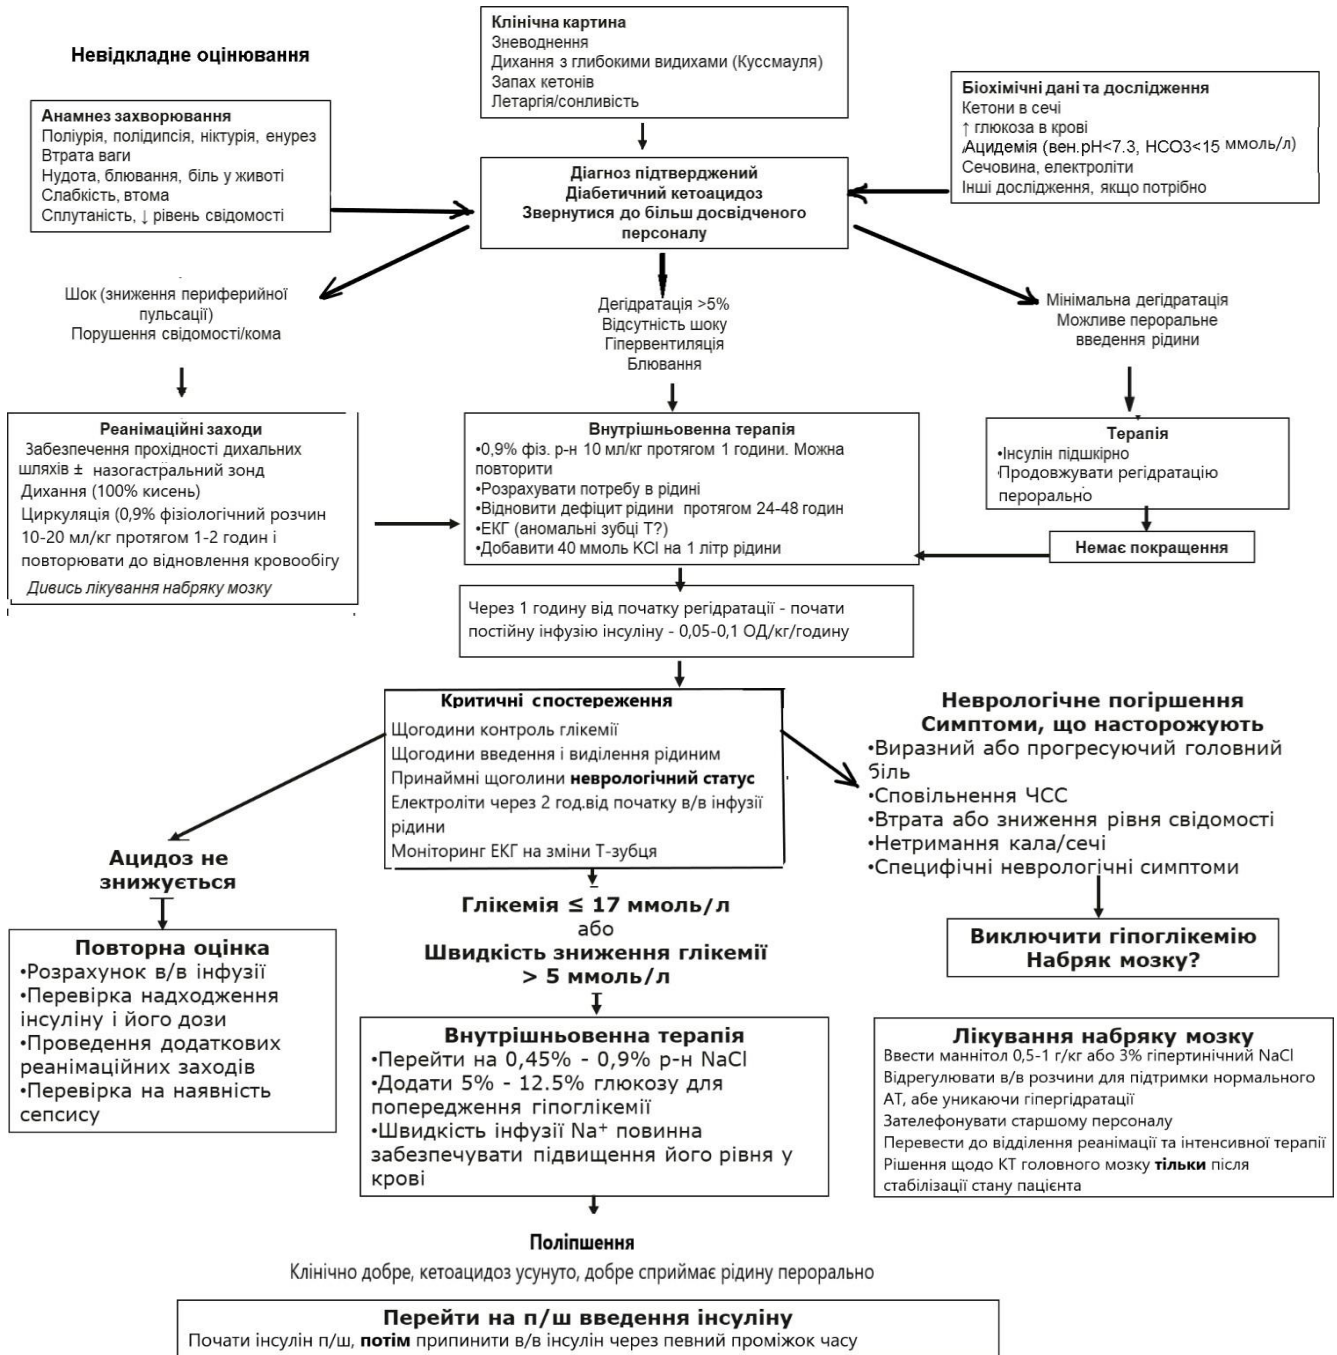 Клінічна картина
Зневоднення
Дихання з глибокими видихами (Куссмауля)
Запах кетонів
Летаргія/сонливість
Невідкладне оцінювання
Анамнез захворювання
Поліурія, полідипсія, ніктурія, енурез
Втрата ваги
Нудота, блювання, біль у животі
Слабкість, втома
Сплутаність, ↓ рівень свідомості
Біохімічні дані та дослідження
Кетони в сечі
↑ глюкоза в крові
Ацидемія (вен.pH<7.3, HCO3<15 ммоль/л)
Сечовина, електроліти
Інші дослідження, якщо потрібно
Діагноз підтверджений
Діабетичний кетоацидоз
Звернутися до більш досвідченого
персоналу
Шок (зниження периферийної
пульсації)
Порушення свідомості/кома
Дегідратація >5%
Відсутність шоку
Гіпервентиляція
Блювання
Мінімальна дегідратація
Можливе пероральне
введення рідини
Реанімаційні заходи
Забезпечення прохідності дихальних
шляхів ± назогастральний зонд
Дихання (100% кисень)
Циркуляція (0,9% фізіологічний розчин
10-20 мл/кг протягом 1-2 годин і
повторювати до відновлення кровообігу
Дивись лікування набряку мозку
Внутрішньовенна терапія
•0,9% фіз. р-н 10 мл/кг протягом 1 години. Можна
повторити
•Розрахувати потребу в рідині
•Відновити дефіцит рідини протягом 24-48 годин
•ЕКГ (аномальні зубці Т?)
•Добавити 40 ммоль KCl на 1 літр рідини
Терапія
•Інсулін підшкірно
•Продовжувати регідратацію
перорально
Немає покращення
Через 1 годину від початку регідратації - почати
постійну інфузію інсуліну - 0,05-0,1 ОД/кг/годину
Критичні спостереження
Щогодини контроль глікемії
Щогодини введення і виділення рідиним
Принаймні щоголини неврологічний статус
Електроліти через 2 год.від початку в/в інфузії
рідини
Моніторинг ЕКГ на зміни Т-зубця
Неврологічне погіршення
Симптоми, що насторожують
•Виразний або прогресуючий головний
біль
•Сповільнення ЧСС
•Втрата або зниження рівня свідомості
•Нетримання кала/сечі
•Специфічні неврологічні симптоми
Ацидоз не
знижується
Глікемія ≤ 17 ммоль/л
або
Швидкість зниження глікемії
> 5 ммоль/л
Виключити гіпоглікемію
Набряк мозку?
Повторна оцінка
•Розрахунок в/в інфузії
•Перевірка надходження
інсуліну і його дози
•Проведення додаткових
реанімаційних заходів
•Перевірка на наявність
сепсису
Внутрішньовенна терапія
•Перейти на 0,45% - 0,9% р-н NaCl
•Додати 5% - 12.5% глюкозу для
попередження гіпоглікемії
•Швидкість інфузії Na⁺ повинна
забезпечувати підвищення його рівня у
крові
Лікування набряку мозку
Ввести маннітол 0,5-1 г/кг або 3% гіпертинічний NaCl
Відрегулювати в/в розчини для підтримки нормального
АТ, абе уникаючи гіпергідратації
Зателефонувати старшому персоналу
Перевести до відділення реанімації та інтенсивної терапії
Рішення щодо КТ головного мозку тільки після
стабілізації стану пацієнта
Поліпшення
Клінічно добре, кетоацидоз усунуто, добре сприймає рідину перорально
Перейти на п/ш введення інсуліну
Почати інсулін п/ш, потім припинити в/в інсулін через певний проміжок часу